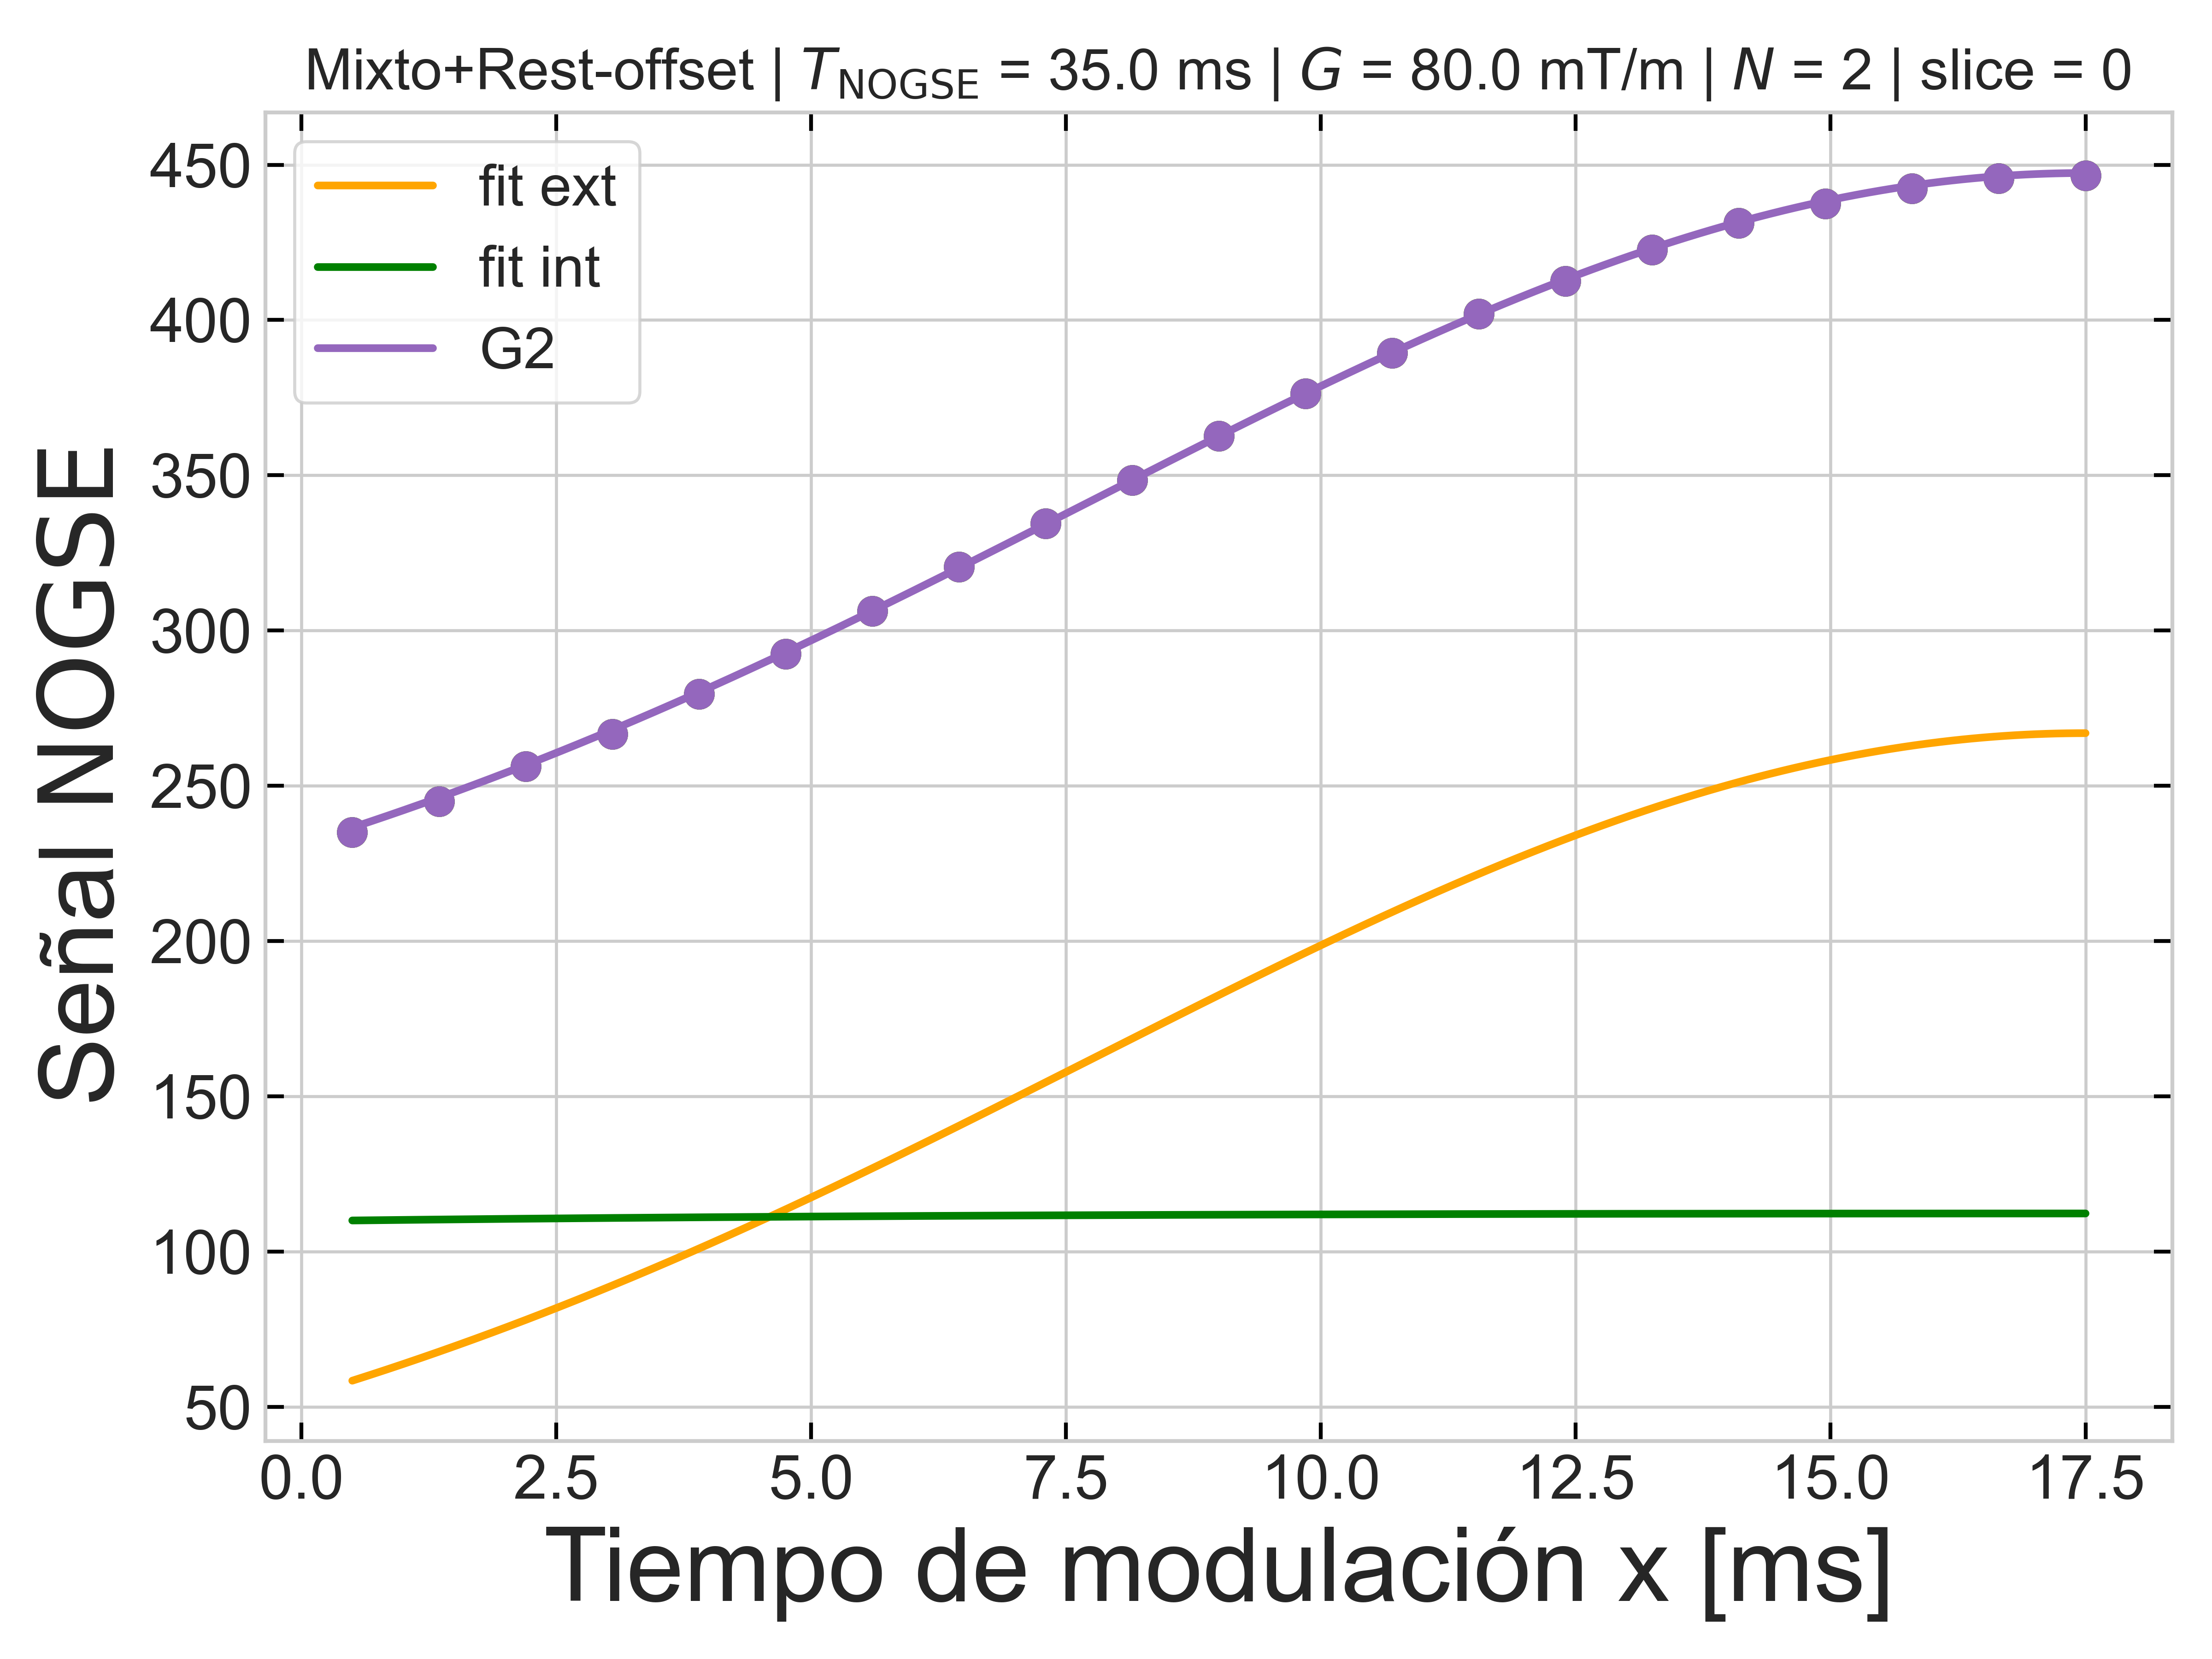 Mixto+Rest-offset | T_NOGSE = 35.0 ms | G = 80.0 mT/m | N = 2 | slice = 0
fit ext
fit int
G2
Señal NOGSE
450
400
350
300
250
200
150
100
50
0.0 2.5 5.0 7.5 10.0 12.5 15.0 17.5
Tiempo de modulación x [ms]